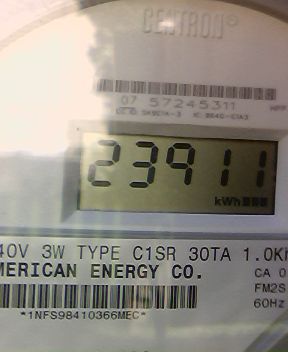 CENTRON®
07 57245311
23911
kWh
40V 3W TYPE C1SR 30TA 1.0Kh
MERICAN ENERGY CO.
CA 0
FM2S
60Hz
*1NFS98410366MEC*